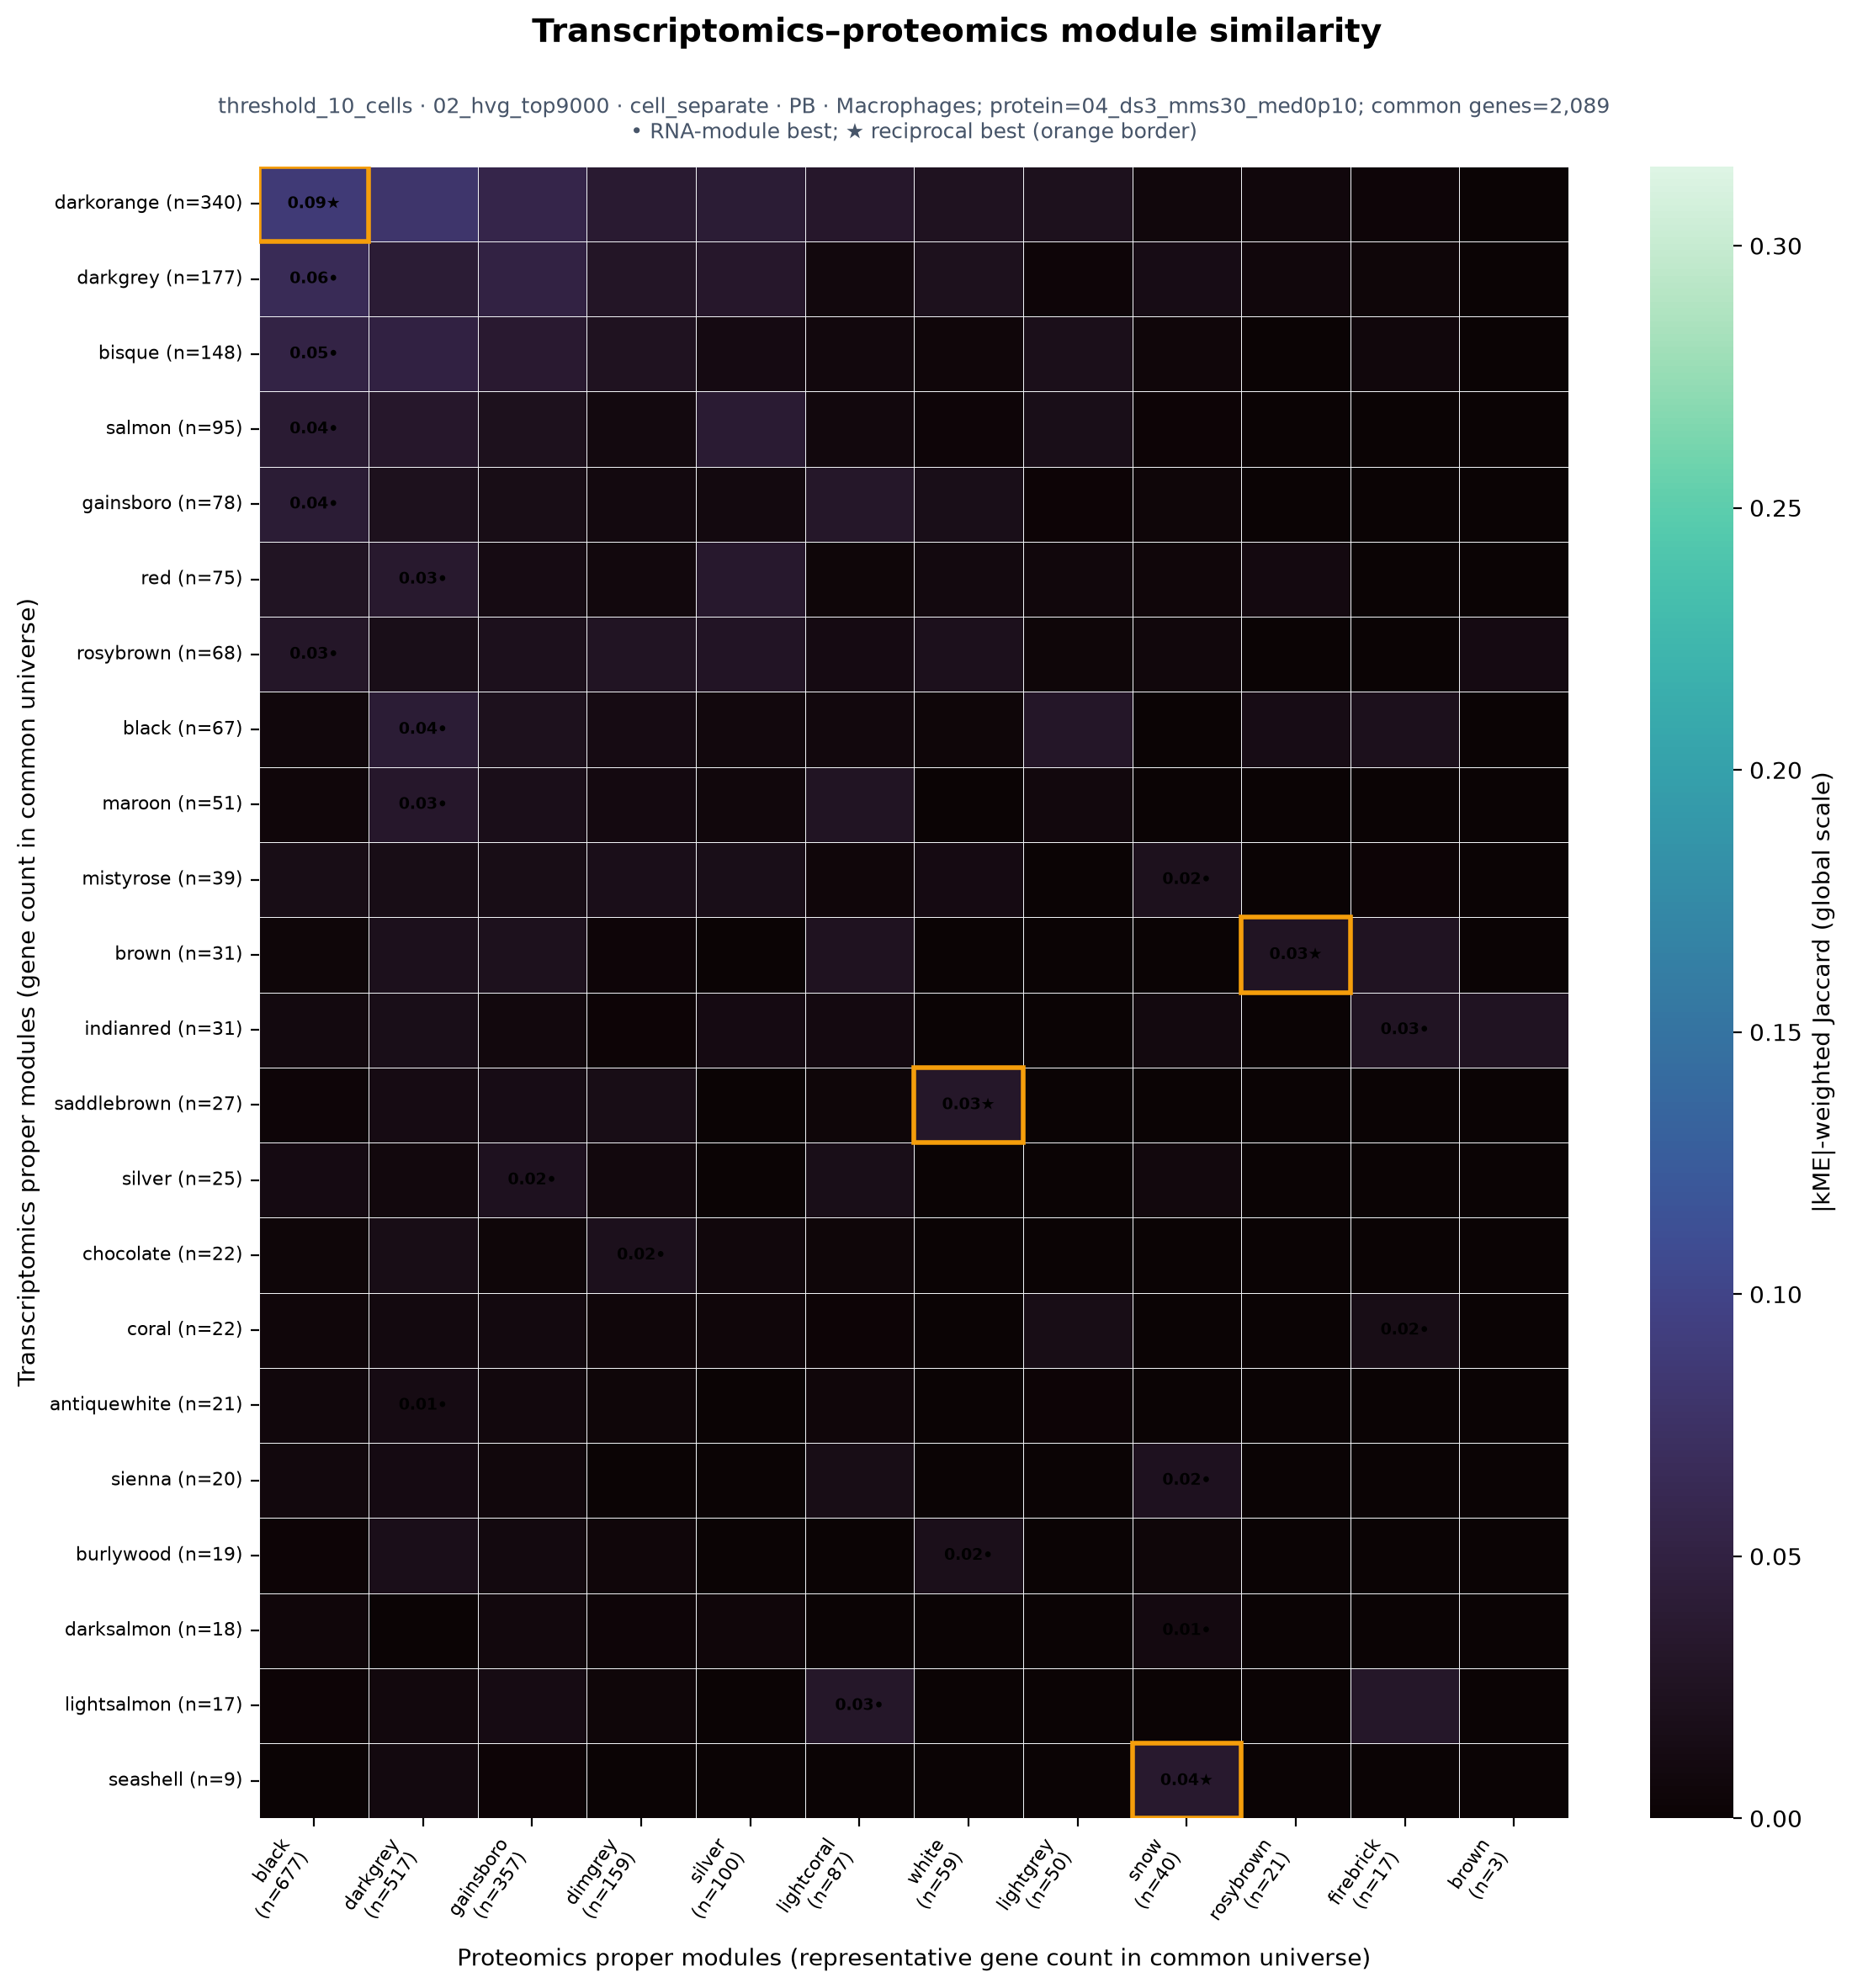 Transcriptomics–proteomics module similarity
threshold_10_cells · 02_hvg_top9000 · cell_separate · PB · Macrophages; protein=04_ds3_mms30_med0p10; common genes=2,089
• RNA-module best; ★ reciprocal best (orange border)
Transcriptomics proper modules (gene count in common universe)
darkorange (n=340)
0.09★
darkgrey (n=177)
0.06•
bisque (n=148)
0.05•
salmon (n=95)
0.04•
gainsboro (n=78)
0.04•
red (n=75)
0.03•
rosybrown (n=68)
0.03•
black (n=67)
0.04•
maroon (n=51)
0.03•
mistyrose (n=39)
0.02•
brown (n=31)
0.03★
indianred (n=31)
0.03•
saddlebrown (n=27)
0.03★
silver (n=25)
0.02•
chocolate (n=22)
0.02•
coral (n=22)
0.02•
antiquewhite (n=21)
0.01•
sienna (n=20)
0.02•
burlywood (n=19)
0.02•
darksalmon (n=18)
0.01•
lightsalmon (n=17)
0.03•
seashell (n=9)
0.04★
black
(n=677)
darkgrey
(n=517)
gainsboro
(n=357)
dimgrey
(n=159)
silver
(n=100)
lightcoral
(n=87)
white
(n=59)
lightgrey
(n=50)
snow
(n=40)
rosybrown
(n=21)
firebrick
(n=17)
brown
(n=3)
Proteomics proper modules (representative gene count in common universe)
0.30
0.25
0.20
0.15
0.10
0.05
0.00
|kME|-weighted Jaccard (global scale)